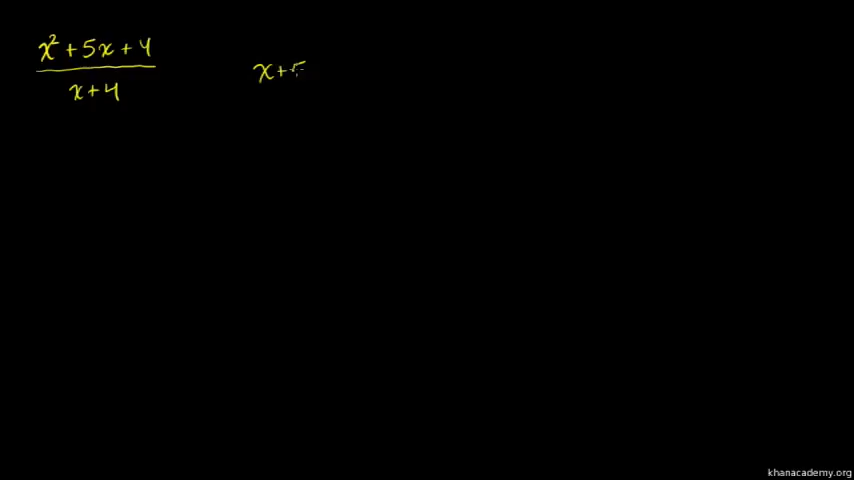 x² + 5x + 4
x + 4
x +
khanacademy.org